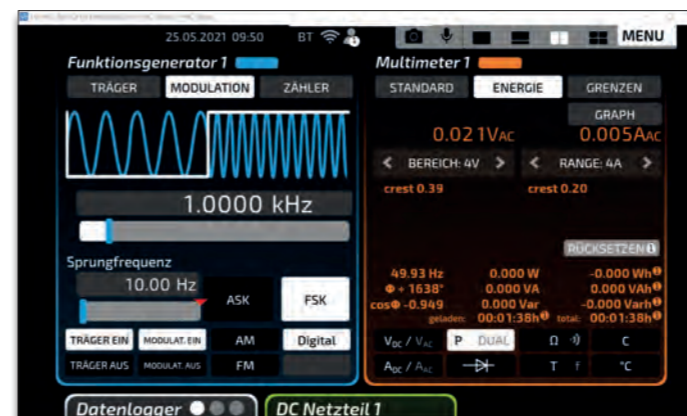 25.05.2021 09:50 BT MENU
Funktionsgenerator 1
TRÄGER MODULATION ZÄHLER
1.0000 kHz
Sprungfrequenz
10.00 Hz
ASK FSK
TRÄGER EIN MODULAT. EIN AM Digital
TRÄGER AUS MODULAT. AUS FM
Multimeter 1
STANDARD ENERGIE GRENZEN
GRAPH
0.021VAC 0.005AAC
< BEREICH: 4V > < RANGE: 4A >
crest 0.39 crest 0.20
RÜCKSETZEN
49.93 Hz 0.000 W -0.000 Wh
Φ + 1638° 0.000 VA 0.000 VAh
cosΦ -0.949 0.000 Var -0.000 Varh
geladen: 00:01:38h total: 00:01:38h
VDC / VAC P DUAL Ω C
ADC / AAC T f °C
Datenlogger
DC Netzteil 1